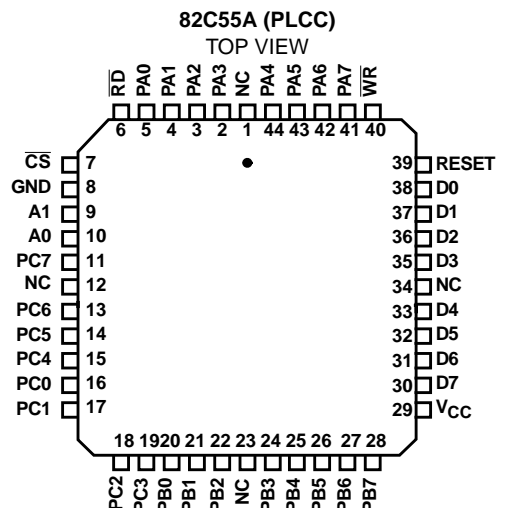 82C55A (PLCC)
TOP VIEW
RD PA0 PA1 PA2 PA3 NC PA4 PA5 PA6 PA7 WR
6 5 4 3 2 1 44 43 42 41 40
CS 7
GND 8
A1 9
A0 10
PC7 11
NC 12
PC6 13
PC5 14
PC4 15
PC0 16
PC1 17
39 RESET
38 D0
37 D1
36 D2
35 D3
34 NC
33 D4
32 D5
31 D6
30 D7
29 VCC
18 19 20 21 22 23 24 25 26 27 28
PC2 PC3 PB0 PB1 PB2 NC PB3 PB4 PB5 PB6 PB7